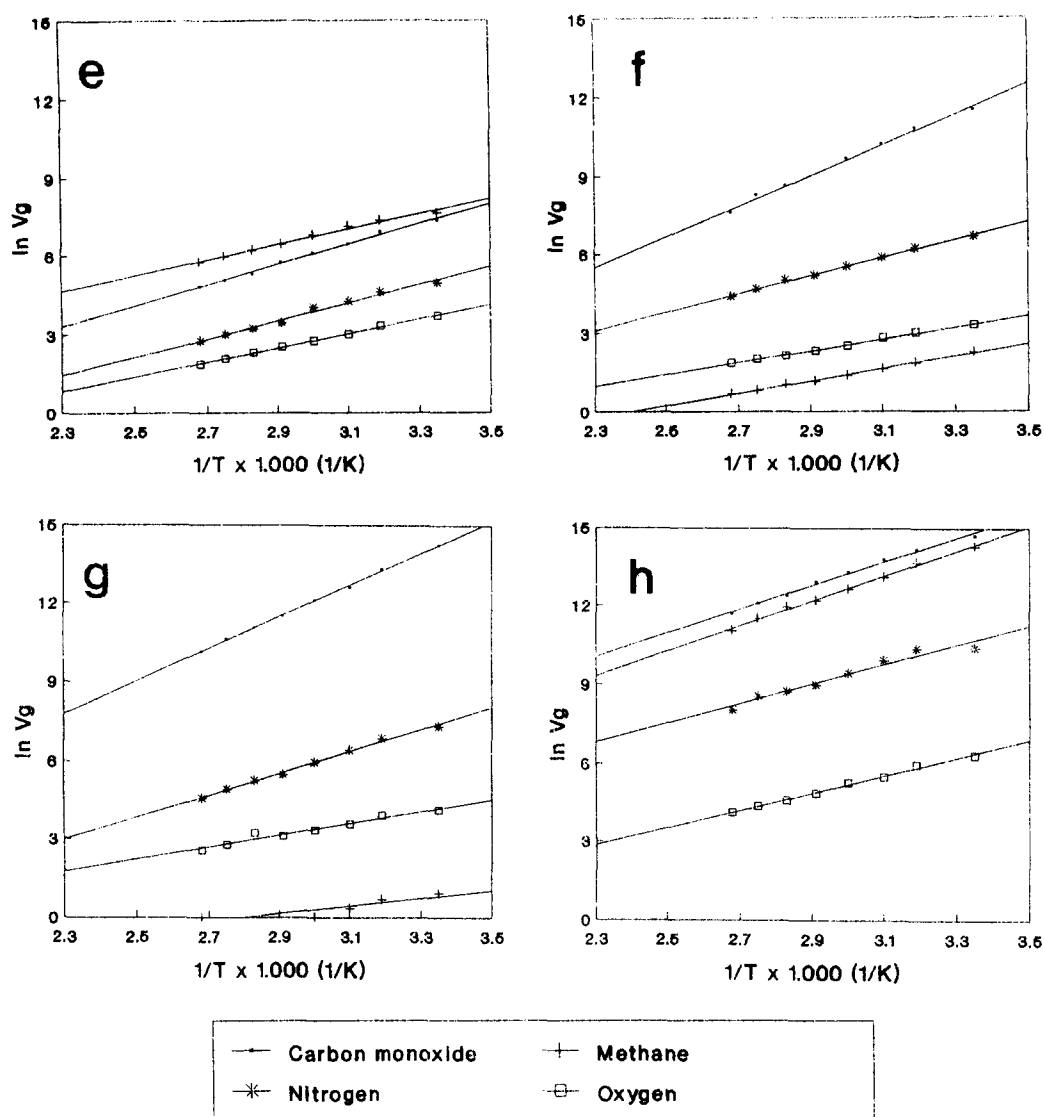 e
15
12
9
6
3
0
ln Vg
2.3 2.5 2.7 2.9 3.1 3.3 3.5
1/T x 1.000 (1/K)
f
15
12
9
6
3
0
ln Vg
2.3 2.5 2.7 2.9 3.1 3.3 3.5
1/T x 1.000 (1/K)
g
15
12
9
6
3
0
ln Vg
2.3 2.5 2.7 2.9 3.1 3.3 3.5
1/T x 1.000 (1/K)
h
15
12
9
6
3
0
ln Vg
2.3 2.5 2.7 2.9 3.1 3.3 3.5
1/T x 1.000 (1/K)
Carbon monoxide
Methane
Nitrogen
Oxygen